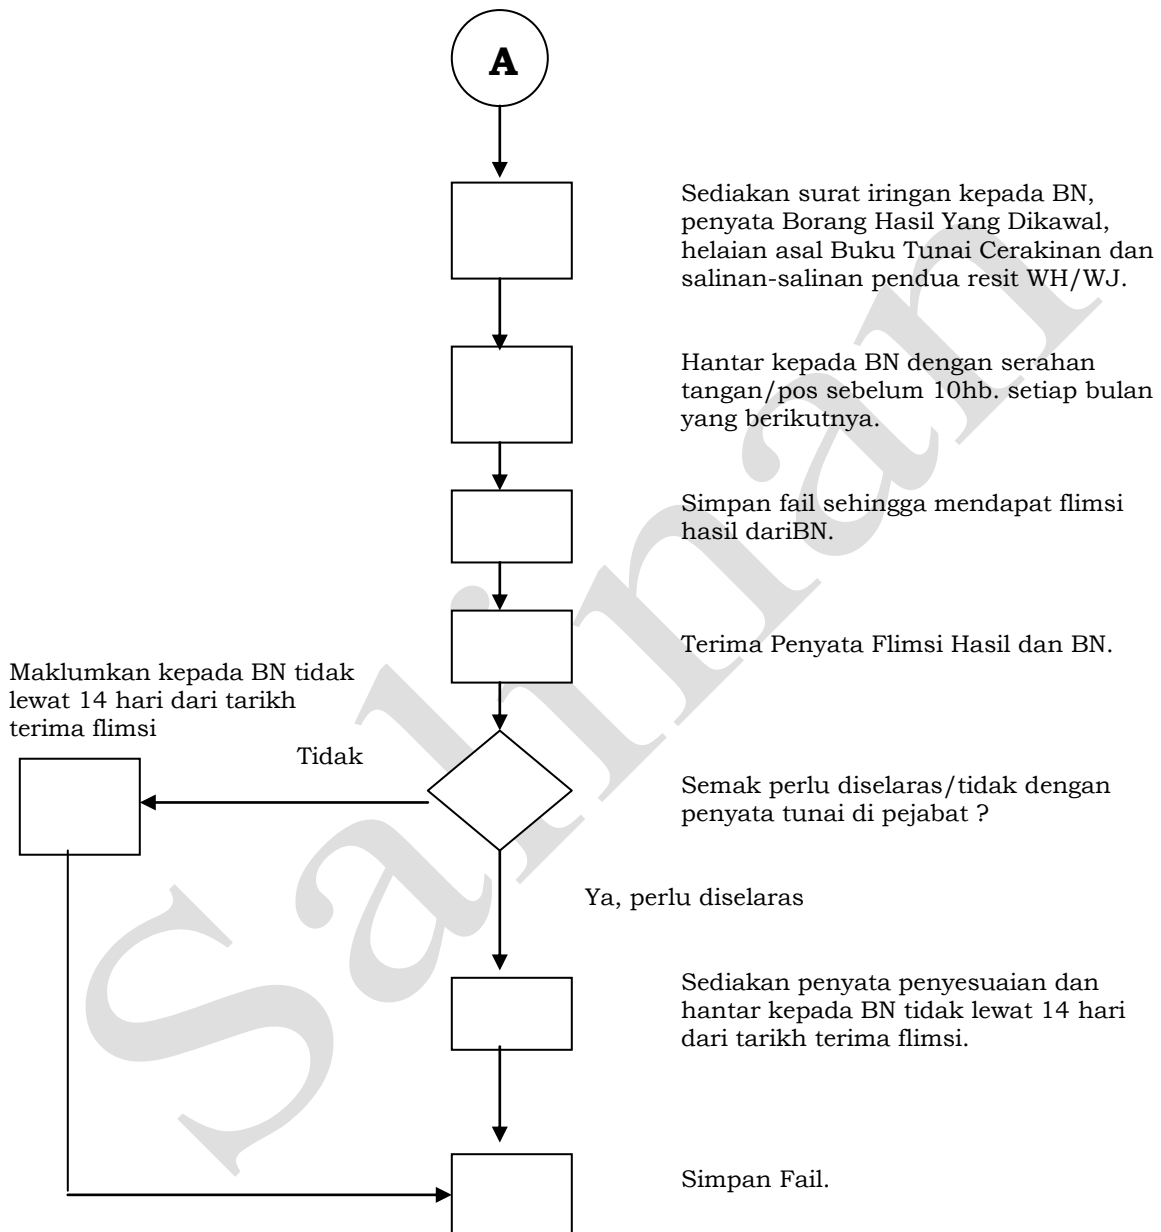 A
Sediakan surat iringan kepada BN,
penyata Borang Hasil Yang Dikawal,
helaian asal Buku Tunai Cerakinan dan
salinan-salinan pendua resit WH/WJ.
Hantar kepada BN dengan serahan
tangan/pos sebelum 10hb. setiap bulan
yang berikutnya.
Simpan fail sehingga mendapat flimsi
hasil dariBN.
Terima Penyata Flimsi Hasil dan BN.
Maklumkan kepada BN tidak
lewat 14 hari dari tarikh
terima flimsi
Tidak
Semak perlu diselaras/tidak dengan
penyata tunai di pejabat ?
Ya, perlu diselaras
Sediakan penyata penyesuaian dan
hantar kepada BN tidak lewat 14 hari
dari tarikh terima flimsi.
Simpan Fail.
Salinan